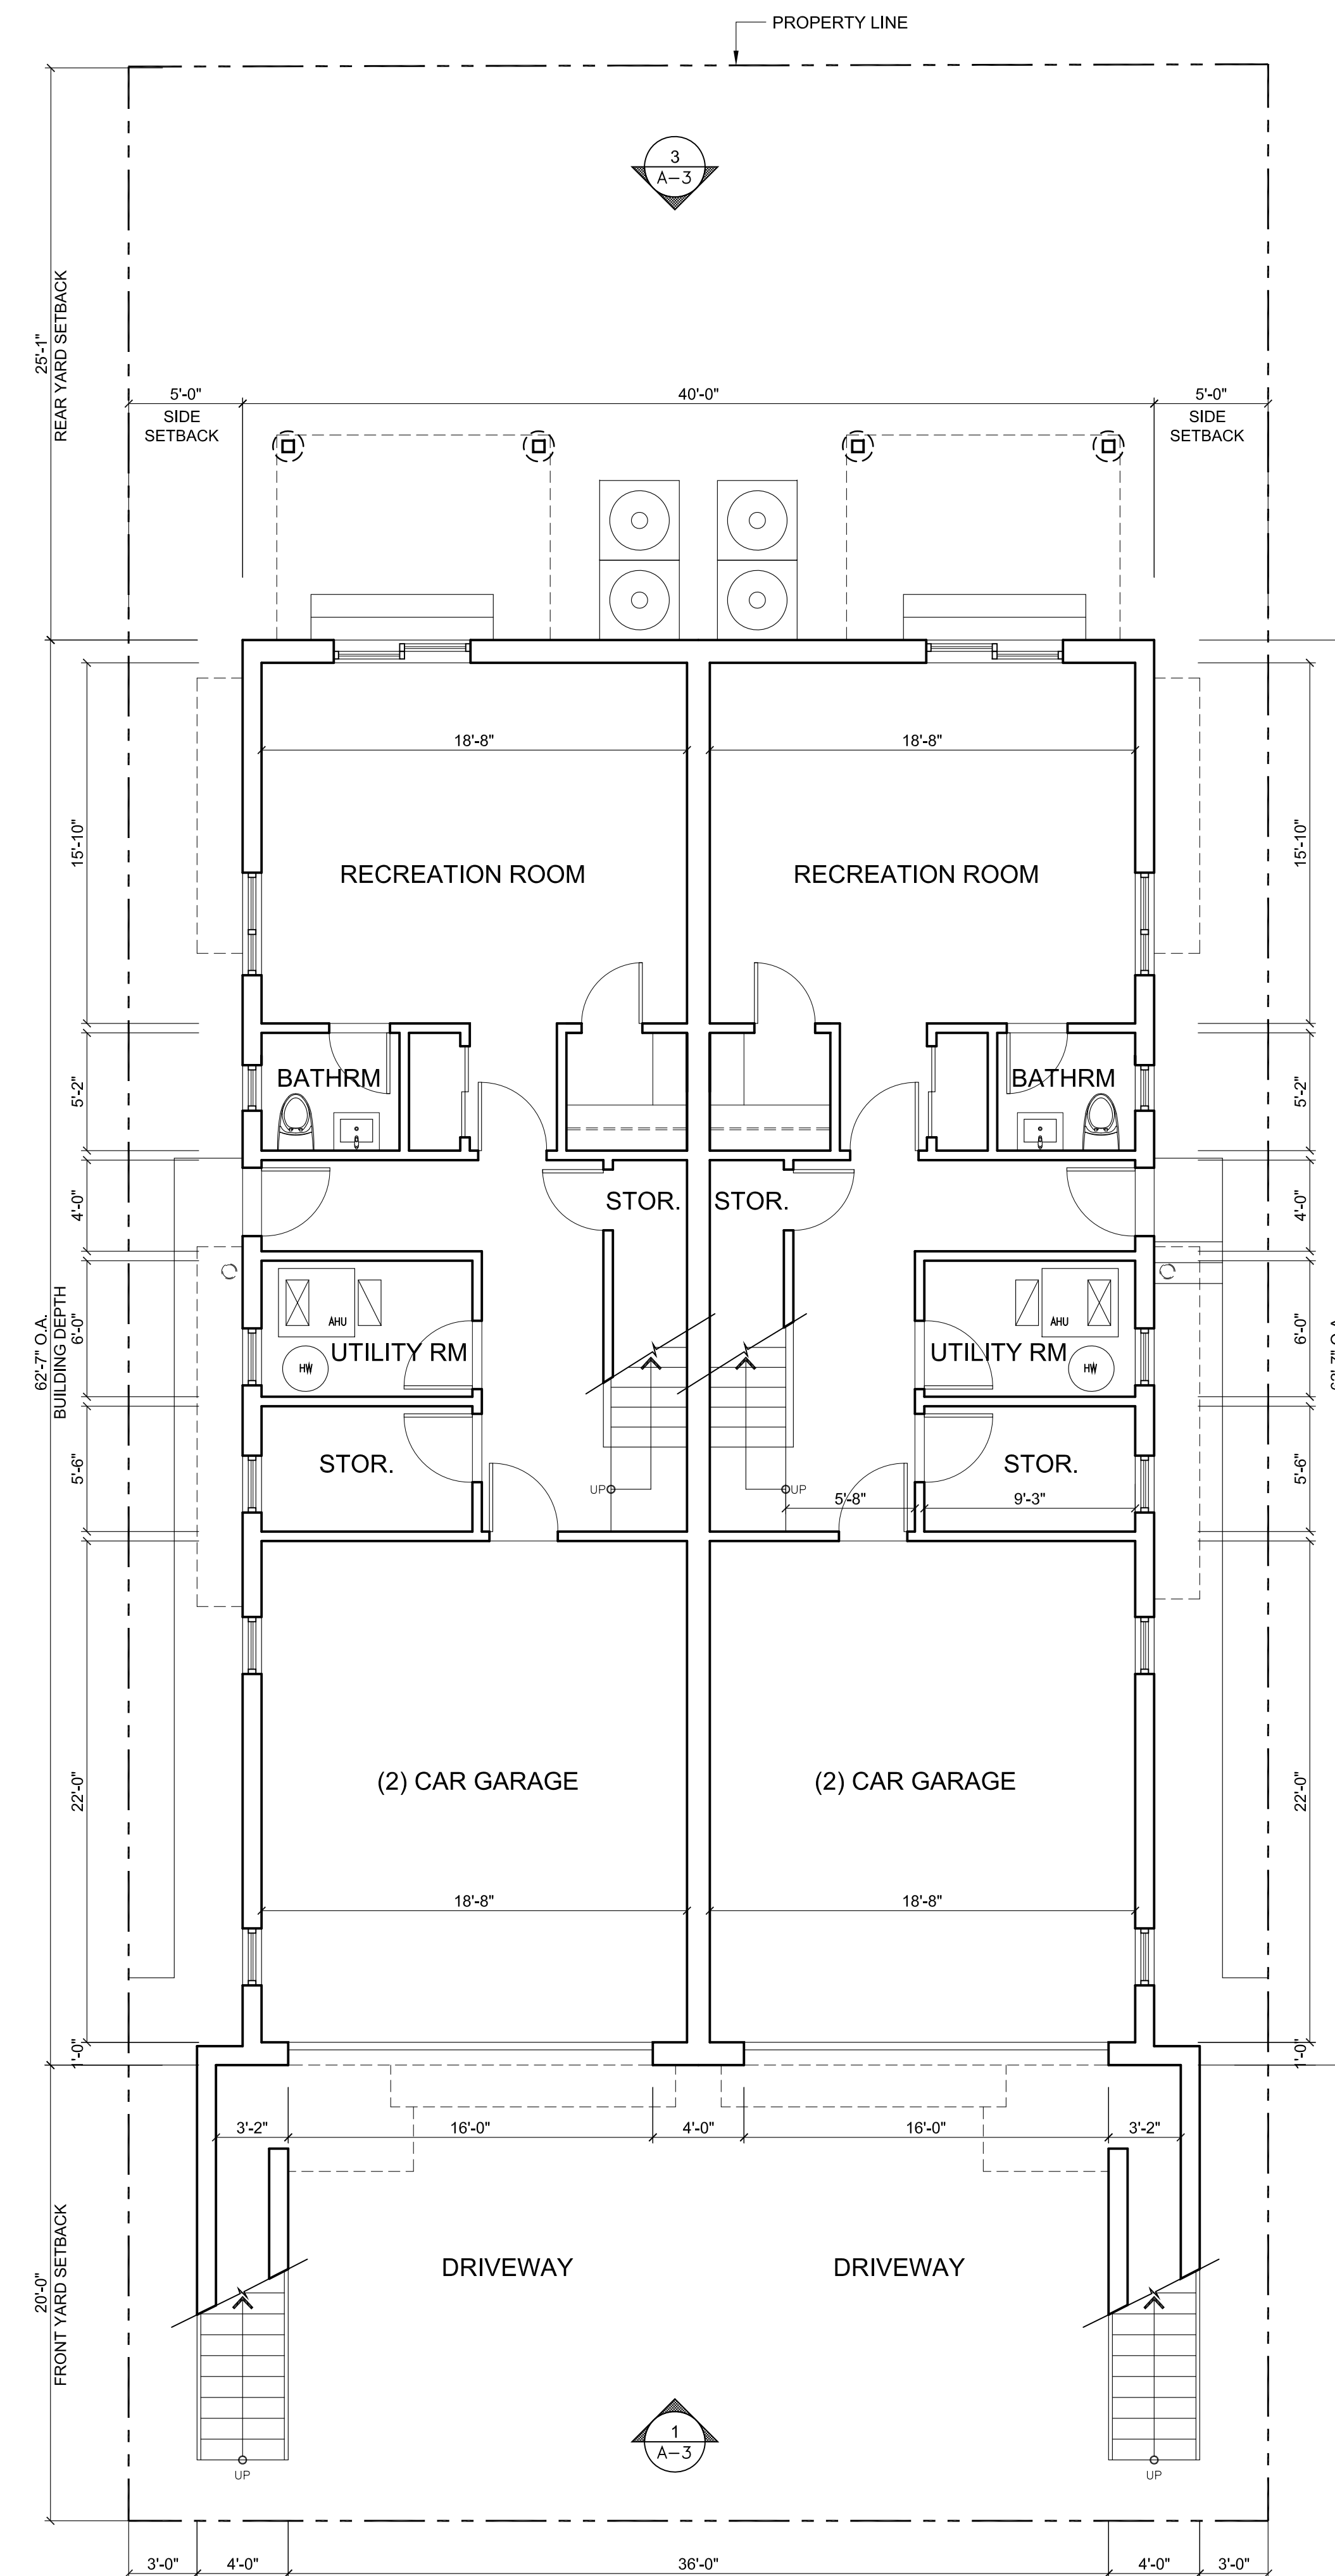 PROPERTY LINE
3
A-3
25'-1"
REAR YARD SETBACK
5'-0"
40'-0"
5'-0"
SIDE
SETBACK
SIDE
SETBACK
18'-8"
18'-8"
15'-10"
15'-10"
RECREATION ROOM
RECREATION ROOM
5'-2"
BATHRM
BATHRM
5'-2"
4'-0"
STOR.
STOR.
4'-0"
62'-7" O.A.
BUILDING DEPTH
6'-0"
AHU
UTILITY RM
HW
AHU
UTILITY RM
HW
6'-0"
5'-6"
STOR.
STOR.
5'-6"
UP
UP
5'-8"
9'-3"
22'-0"
(2) CAR GARAGE
(2) CAR GARAGE
22'-0"
18'-8"
18'-8"
1'-0"
1'-0"
3'-2"
16'-0"
4'-0"
16'-0"
3'-2"
20'-0"
FRONT YARD SETBACK
DRIVEWAY
DRIVEWAY
1
A-3
UP
UP
3'-0"
4'-0"
36'-0"
4'-0"
3'-0"